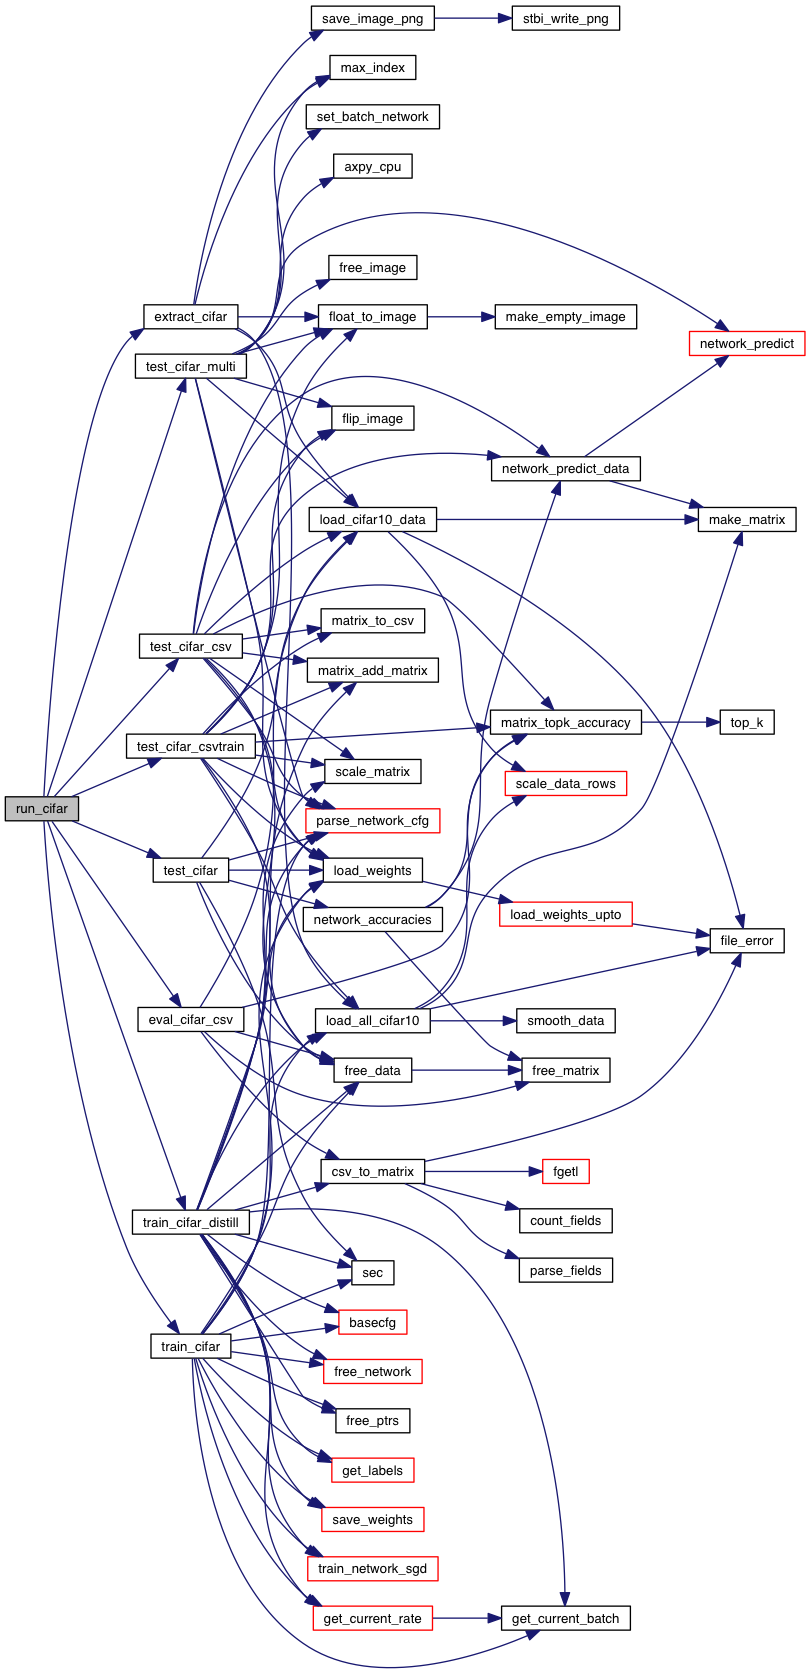 save_image_png
stbi_write_png
max_index
set_batch_network
axpy_cpu
free_image
extract_cifar
float_to_image
make_empty_image
network_predict
test_cifar_multi
flip_image
network_predict_data
load_cifar10_data
make_matrix
matrix_to_csv
test_cifar_csv
matrix_add_matrix
matrix_topk_accuracy
top_k
test_cifar_csvtrain
scale_matrix
scale_data_rows
run_cifar
parse_network_cfg
test_cifar
load_weights
load_weights_upto
network_accuracies
file_error
eval_cifar_csv
load_all_cifar10
smooth_data
free_data
free_matrix
csv_to_matrix
fgetl
train_cifar_distill
count_fields
sec
parse_fields
basecfg
train_cifar
free_network
free_ptrs
get_labels
save_weights
train_network_sgd
get_current_rate
get_current_batch